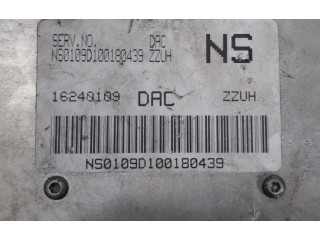 SERV.NO. DAC NS
NS0109D100180439 ZZUH
16240109 DAC ZZUH
NS0109D100180439